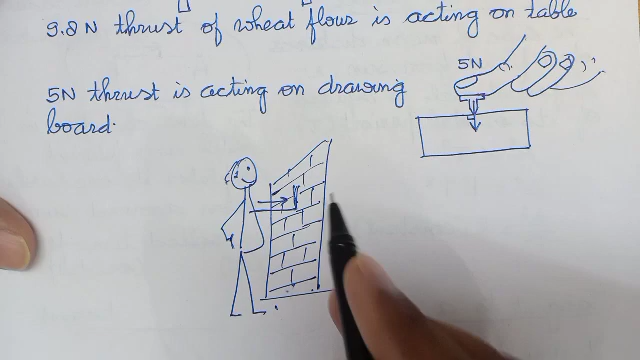 9.8 N thrust of wheat flour is acting on table
5N
5N thrust is acting on drawing
board.